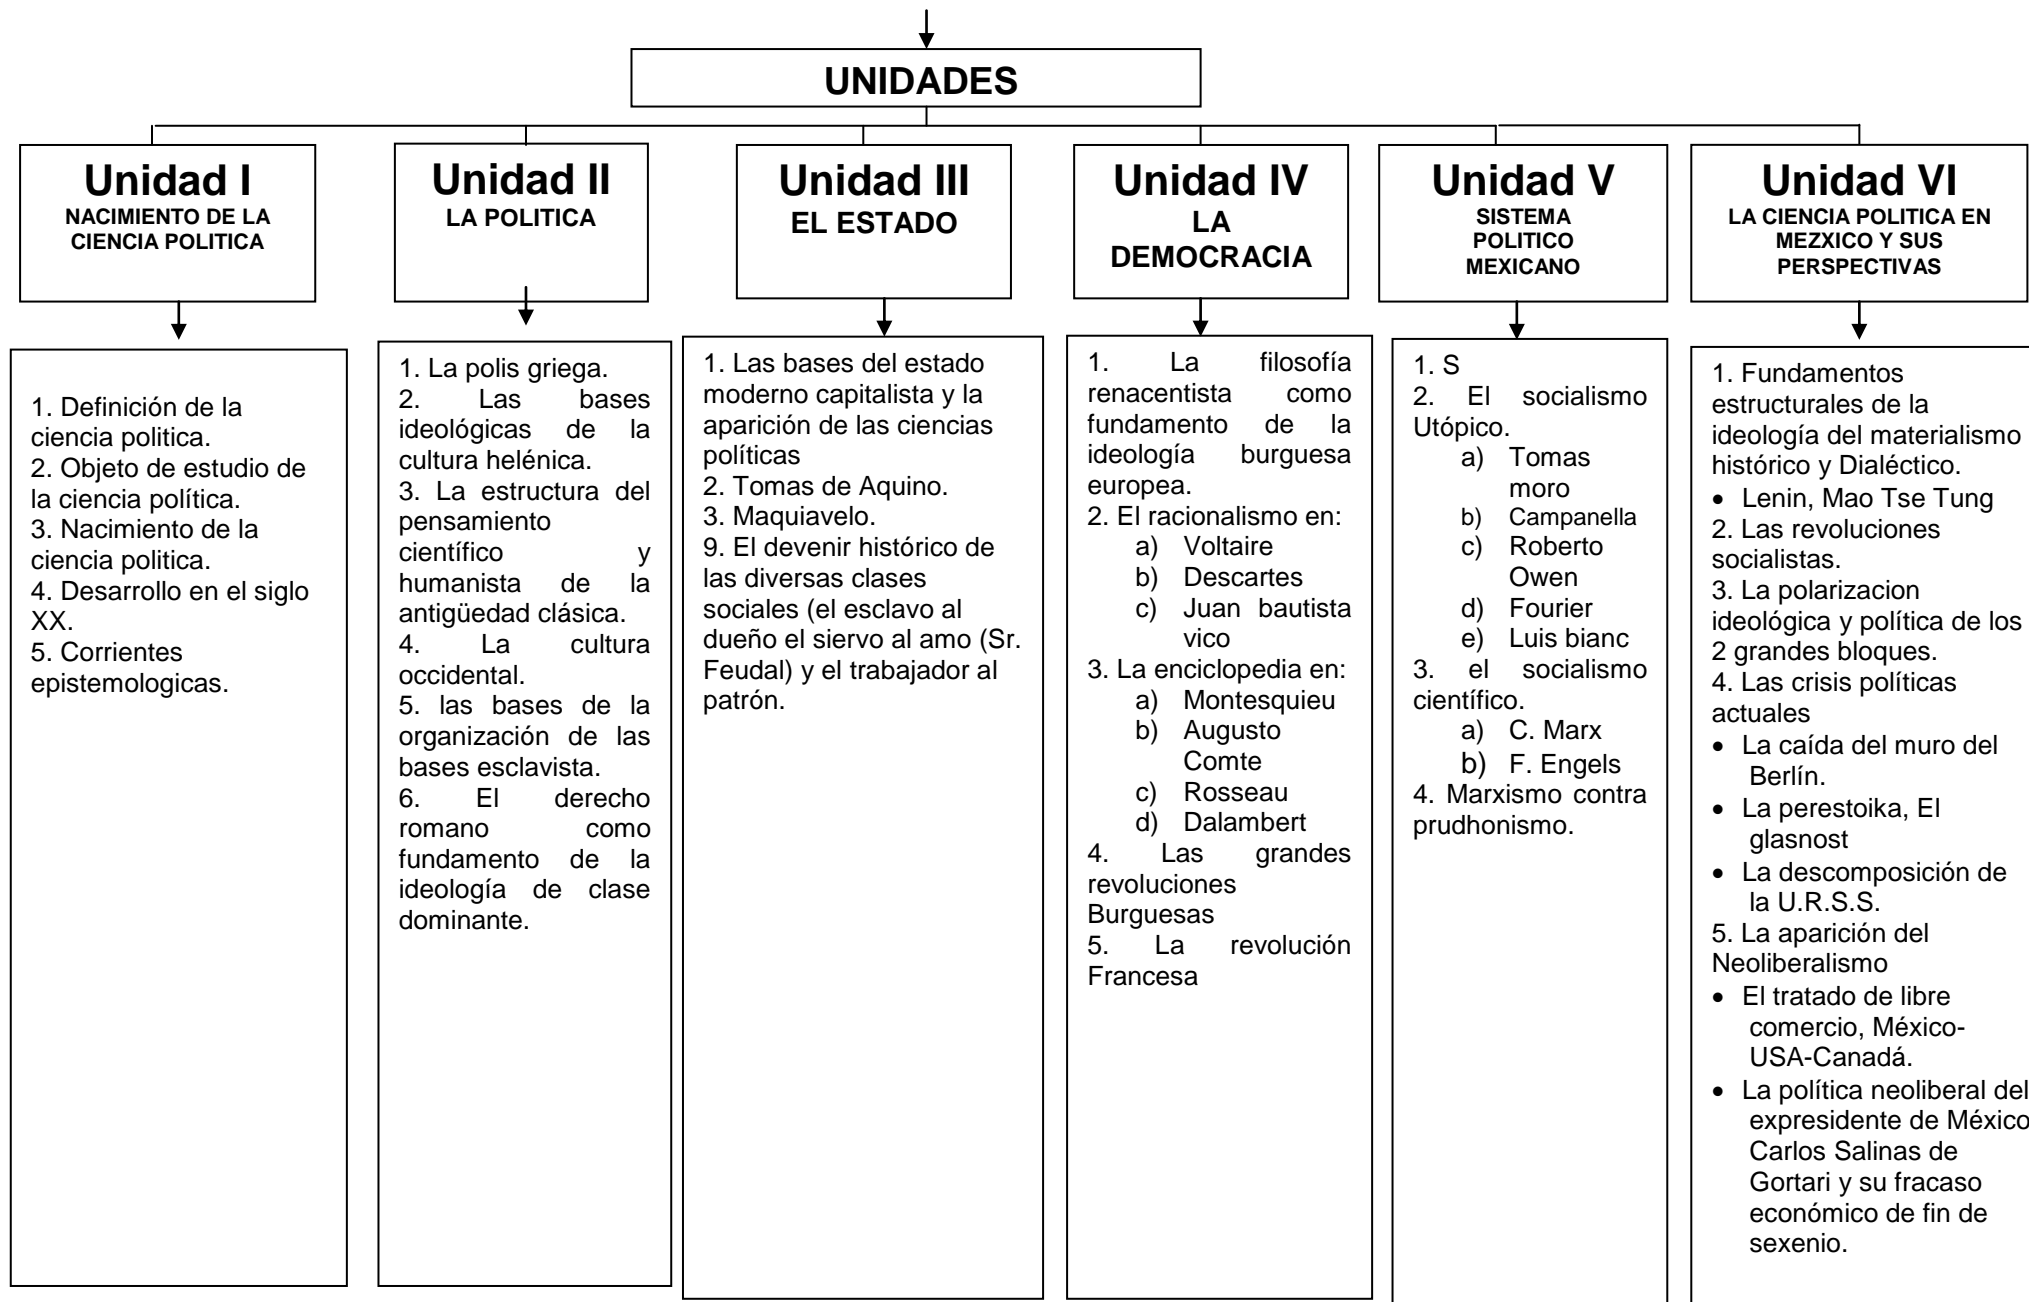 UNIDADES
Unidad I
NACIMIENTO DE LA
CIENCIA POLITICA
Unidad II
LA POLITICA
Unidad III
EL ESTADO
Unidad IV
LA
DEMOCRACIA
Unidad V
SISTEMA
POLITICO
MEXICANO
Unidad VI
LA CIENCIA POLITICA EN
MEZXICO Y SUS
PERSPECTIVAS
1. Definición de la
ciencia politica.
2. Objeto de estudio de
la ciencia política.
3. Nacimiento de la
ciencia politica.
4. Desarrollo en el siglo
XX.
5. Corrientes
epistemologicas.
1. La polis griega.
2. Las bases
ideológicas de la
cultura helénica.
3. La estructura del
pensamiento
científico y
humanista de la
antigüedad clásica.
4. La cultura
occidental.
5. las bases de la
organización de las
bases esclavista.
6. El derecho
romano como
fundamento de la
ideología de clase
dominante.
1. Las bases del estado
moderno capitalista y la
aparición de las ciencias
políticas
2. Tomas de Aquino.
3. Maquiavelo.
9. El devenir histórico de
las diversas clases
sociales (el esclavo al
dueño el siervo al amo (Sr.
Feudal) y el trabajador al
patrón.
1. La filosofía
renacentista como
fundamento de la
ideología burguesa
europea.
2. El racionalismo en:
a) Voltaire
b) Descartes
c) Juan bautista
vico
3. La enciclopedia en:
a) Montesquieu
b) Augusto
Comte
c) Rosseau
d) Dalambert
4. Las grandes
revoluciones
Burguesas
5. La revolución
Francesa
1. S
2. El socialismo
Utópico.
a) Tomas
moro
b) Campanella
c) Roberto
Owen
d) Fourier
e) Luis bianc
3. el socialismo
científico.
a) C. Marx
b) F. Engels
4. Marxismo contra
prudhonismo.
1. Fundamentos
estructurales de la
ideología del materialismo
histórico y Dialéctico.
• Lenin, Mao Tse Tung
2. Las revoluciones
socialistas.
3. La polarizacion
ideológica y política de los
2 grandes bloques.
4. Las crisis políticas
actuales
• La caída del muro del
Berlín.
• La perestoika, El
glasnost
• La descomposición de
la U.R.S.S.
5. La aparición del
Neoliberalismo
• El tratado de libre
comercio, México-
USA-Canadá.
• La política neoliberal del
expresidente de México
Carlos Salinas de
Gortari y su fracaso
económico de fin de
sexenio.